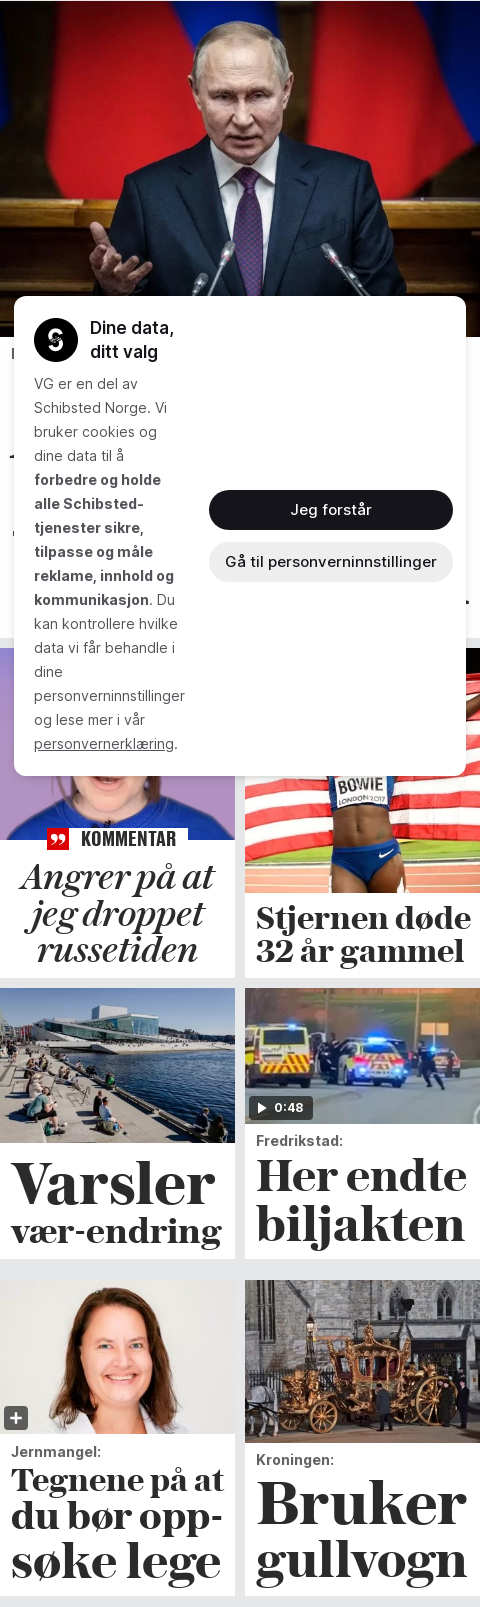 Dine data,
ditt valg
VG er en del av
Schibsted Norge. Vi
bruker cookies og
dine data til å
forbedre og holde
alle Schibsted-
tjenester sikre,
tilpasse og måle
reklame, innhold og
kommunikasjon. Du
kan kontrollere hvilke
data vi får behandle i
dine
personverninnstillinger
og lese mer i vår
personvernerklæring.
Jeg forstår
Gå til personverninnstillinger
BOWIE
LONDON 2017
KOMMENTAR
Angrer på at
jeg droppet
russetiden
Stjernen døde
32 år gammel
Varsler
vær-endring
0:48
Fredrikstad:
Her endte
biljakten
Jernmangel:
Tegnene på at
du bør opp-
søke lege
Kroningen:
Bruker
gullvogn